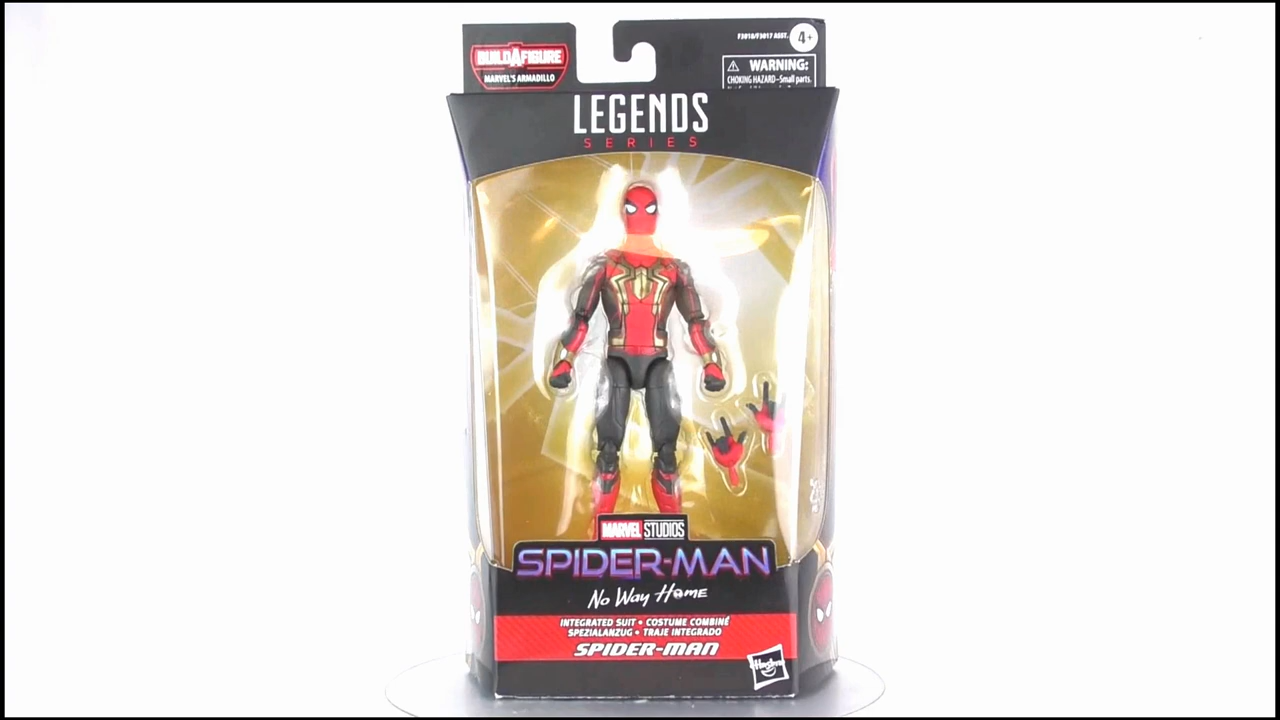 F3018/F3017 ASST.
4+
BUILD A FIGURE
MARVEL'S ARMADILLO
WARNING:
CHOKING HAZARD-Small parts.
LEGENDS
SERIES
MARVEL STUDIOS
SPIDER-MAN
No Way Home
INTEGRATED SUIT • COSTUME COMBINÉ
SPEZIALANZUG • TRAJE INTEGRADO
SPIDER-MAN
Hasbro